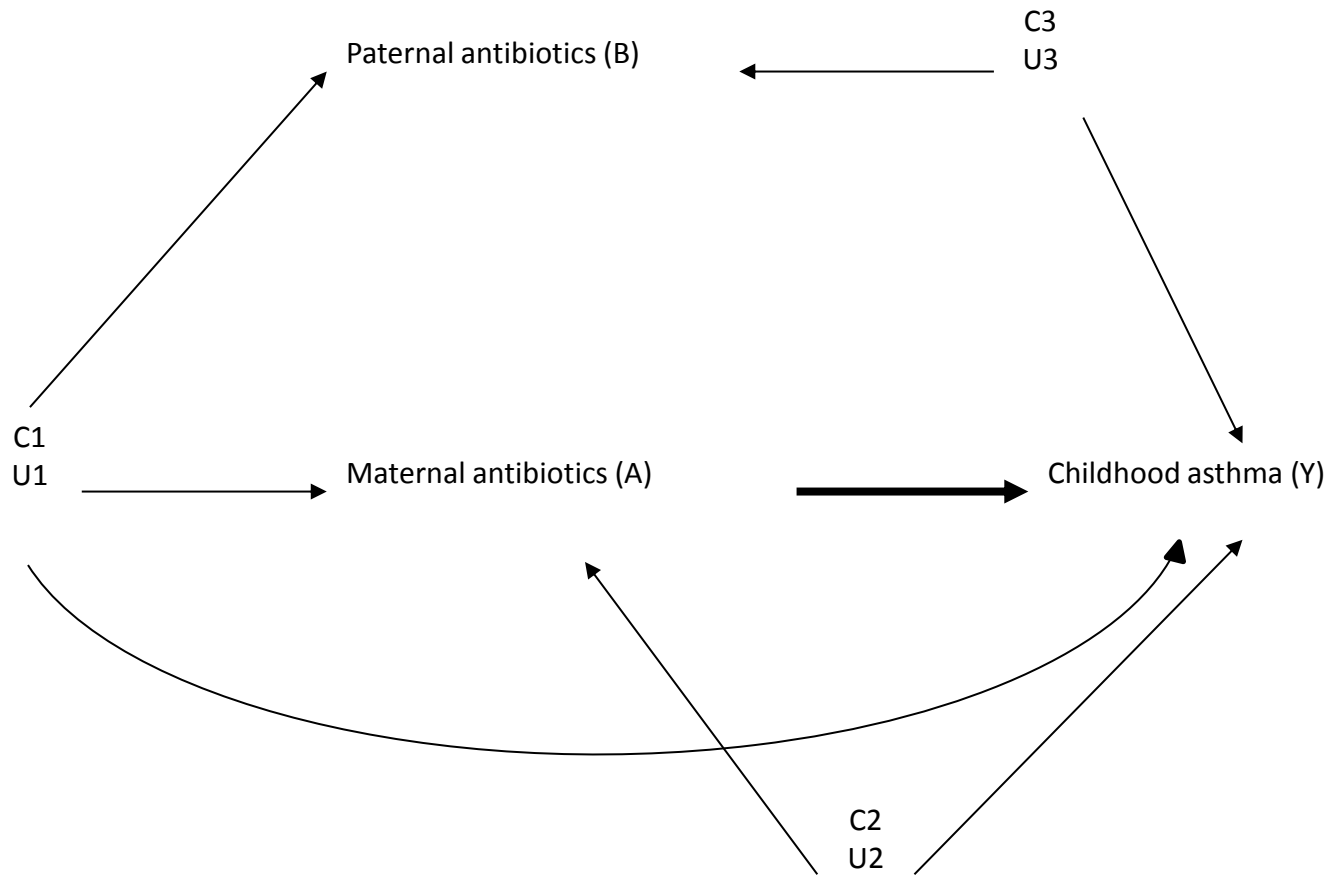 C3
U3
Paternal antibiotics (B)
C1
U1
Maternal antibiotics (A)
Childhood asthma (Y)
C2
U2